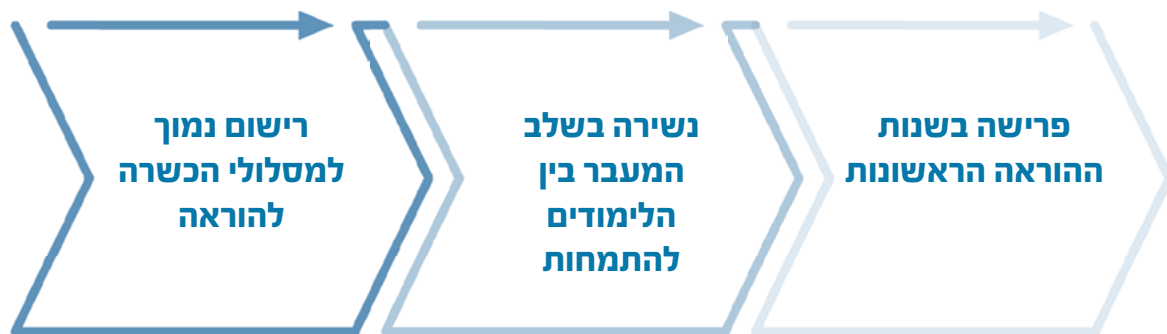 רישום נמוך
למסלולי הכשרה
להוראה
נשירה בשלב
המעבר בין
הלימודים
להתמחות
פרישה בשנות
ההוראה הראשונות